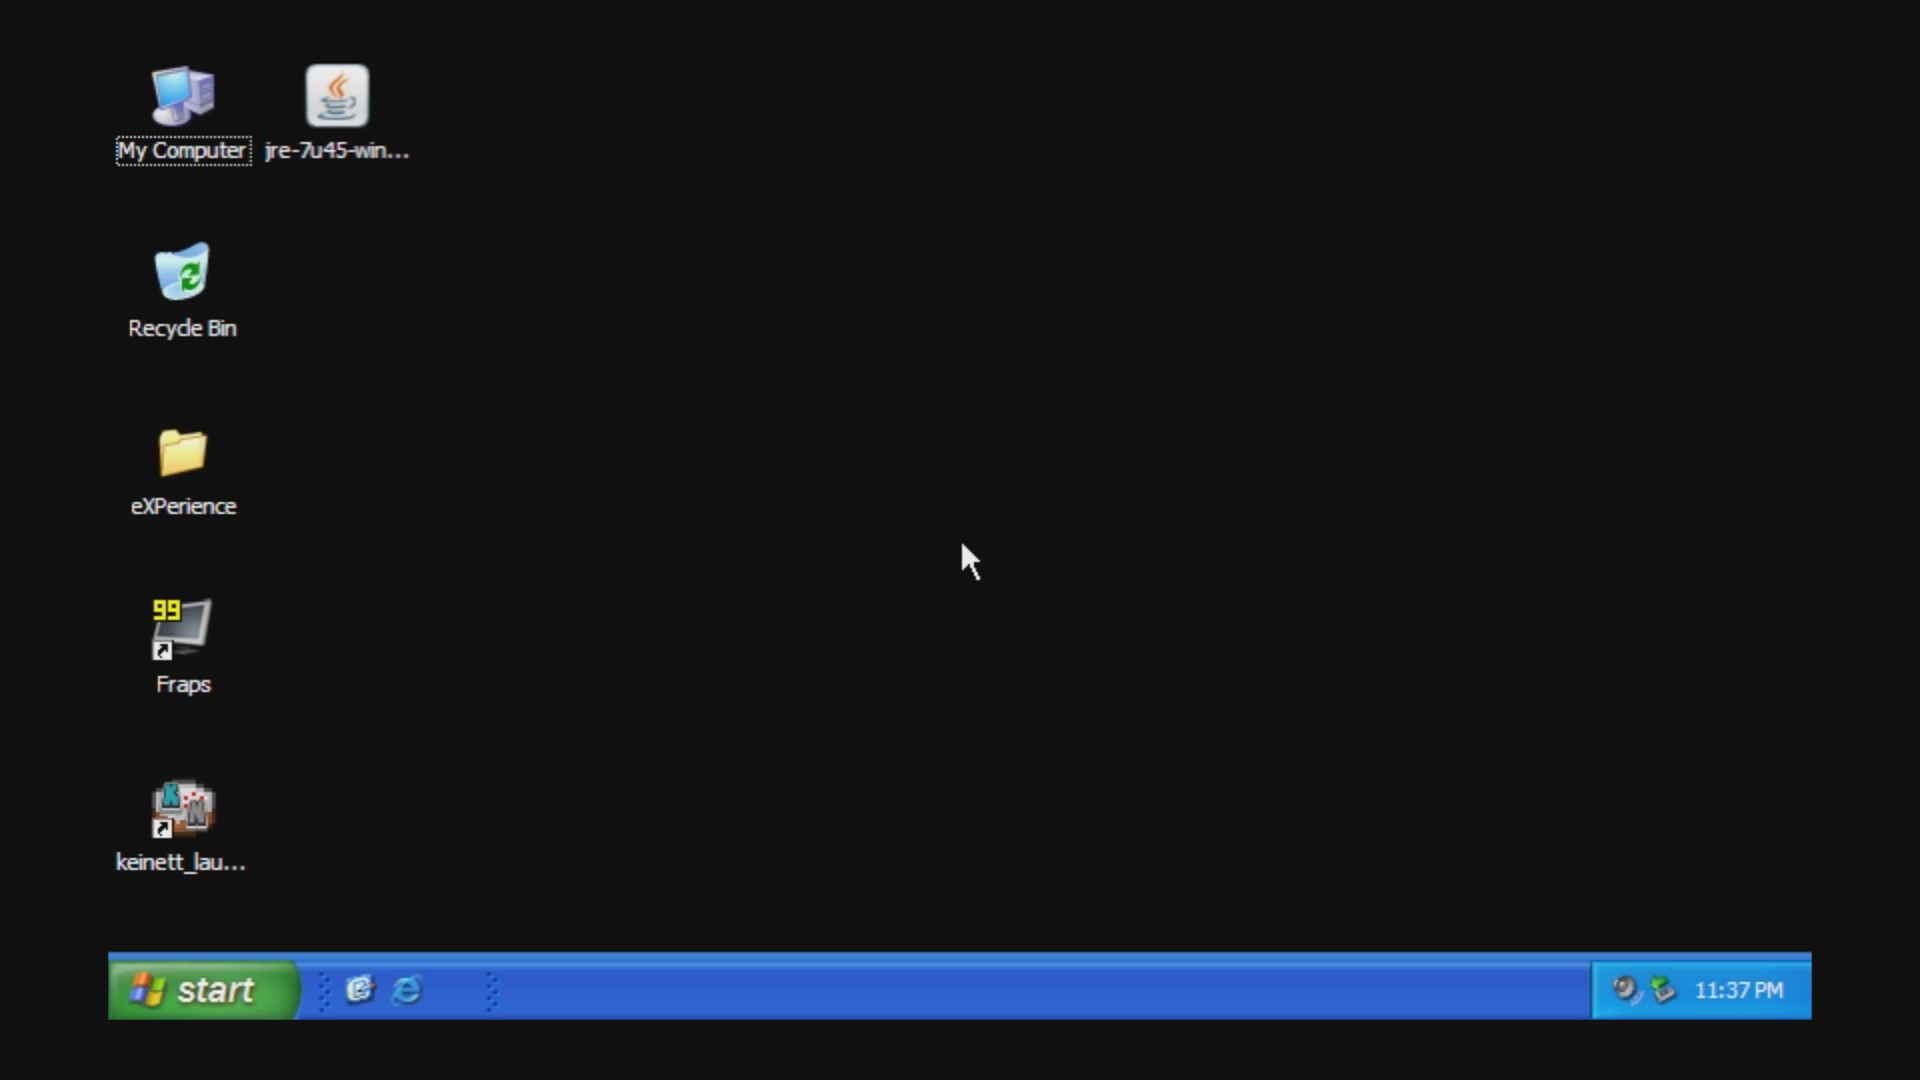 My Computer
jre-7u45-win...
Recycle Bin
eXPerience
99
Fraps
K N
keinett_lau...
start
11:37 PM